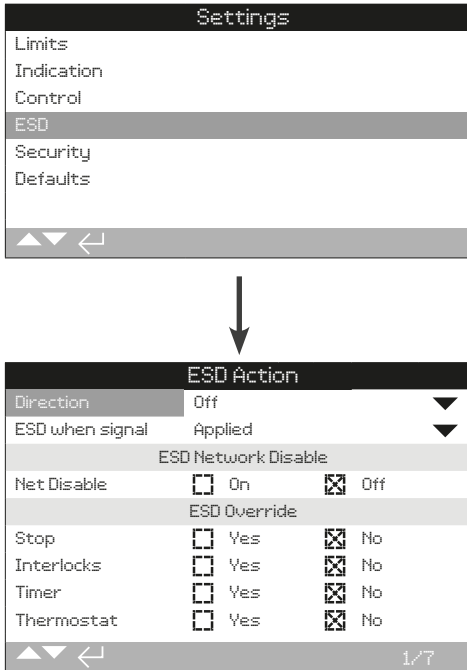 Settings
Limits
Indication
Control
ESD
Security
Defaults
ESD Action
Direction Off
ESD when signal Applied
ESD Network Disable
Net Disable On Off
ESD Override
Stop Yes No
Interlocks Yes No
Timer Yes No
Thermostat Yes No
1/7